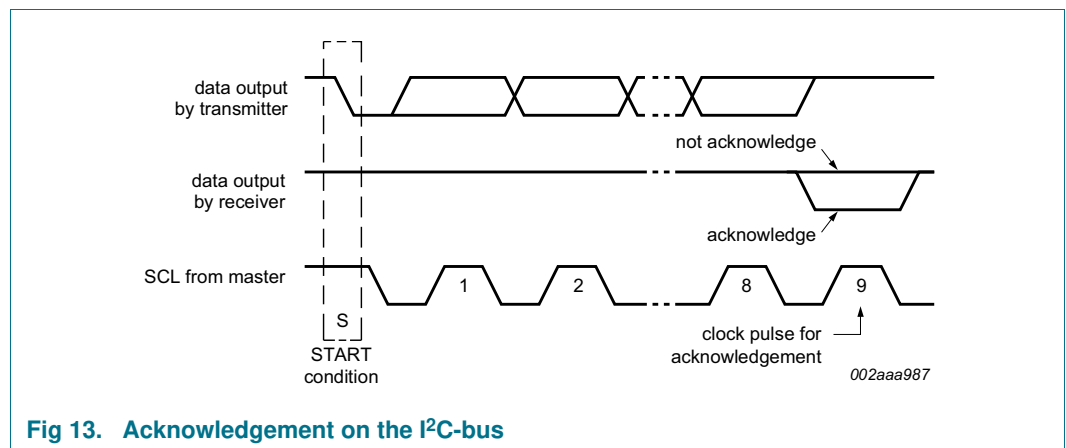 data output
by transmitter
not acknowledge
data output
by receiver
acknowledge
SCL from master
1
2
8
9
S
START
condition
clock pulse for
acknowledgement
002aaa987
Fig 13. Acknowledgement on the I²C-bus